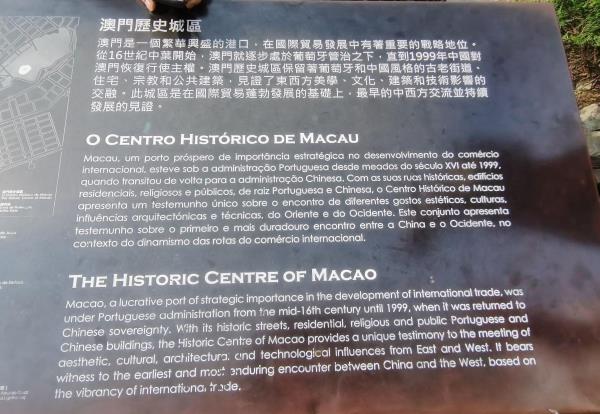 澳門歷史城區
澳門是一個繁華興盛的港口，在國際貿易發展中有著重要的戰略地位。
從16世紀中葉開始，澳門就逐步處於葡萄牙管治之下，直到1999年中國對
澳門恢復行使主權。澳門歷史城區保留著葡萄牙和中國風格的古老街道、
住宅、宗教和公共建築，見證了東西方美學、文化、建築和技術影響的
交融。此城區是在國際貿易蓬勃發展的基礎上，最早的中西方交流並持續
發展的見證。
O CENTRO HISTÓRICO DE MACAU
Macau, um porto próspero de importância estratégica no desenvolvimento do comércio
internacional, esteve sob a administração Portuguesa desde meados do século XVI até 1999,
quando transitou de volta para a administração Chinesa. Com as suas ruas históricas, edifícios
residenciais, religiosos e públicos, de raiz Portuguesa e Chinesa, o Centro Histórico de Macau
apresenta um testemunho único sobre o encontro de diferentes gostos estéticos, culturas,
influências arquitectónicas e técnicas, do Oriente e do Ocidente. Este conjunto apresenta
testemunho sobre o primeiro e mais duradouro encontro entre a China e o Ocidente, no
contexto do dinamismo das rotas do comércio internacional.
THE HISTORIC CENTRE OF MACAO
Macao, a lucrative port of strategic importance in the development of international trade, was
under Portuguese administration from the mid-16th century until 1999, when it was returned to
Chinese sovereignty. With its historic streets, residential, religious and public Portuguese and
Chinese buildings, the Historic Centre of Macao provides a unique testimony to the meeting of
aesthetic, cultural, architectural and technological influences from East and West. It bears
witness to the earliest and most enduring encounter between China and the West, based on
the vibrancy of international trade.